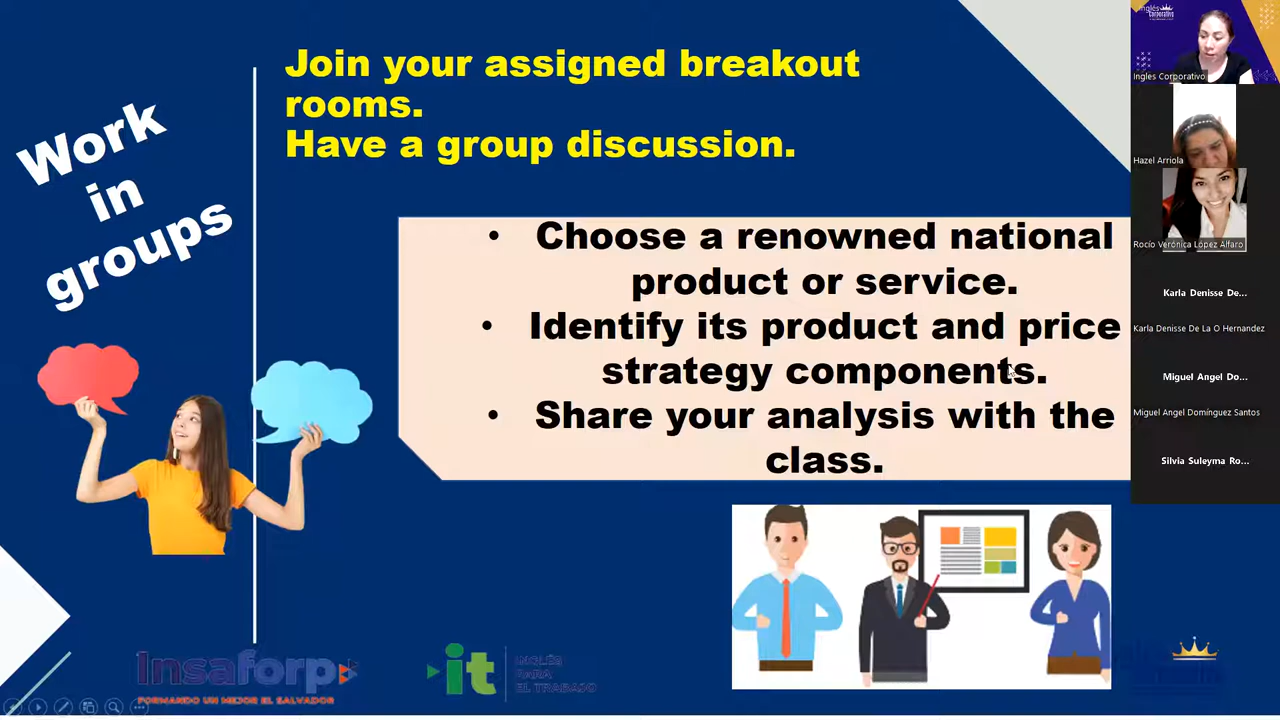 Join your assigned breakout
rooms.
Have a group discussion.
Work
in
groups
• Choose a renowned national
product or service.
• Identify its product and price
strategy components.
• Share your analysis with the
class.
Insaforp
FORMANDO UN MEJOR EL SALVADOR
it
INGLÉS
PARA
EL TRABAJO
Inglés
Corporativo
Ingles Corporativo
Hazel Arriola
Rocío Verónica López Alfaro
Karla Denisse De...
Karla Denisse De La O Hernandez
Miguel Angel Do...
Miguel Angel Domínguez Santos
Silvia Suleyma Ro...